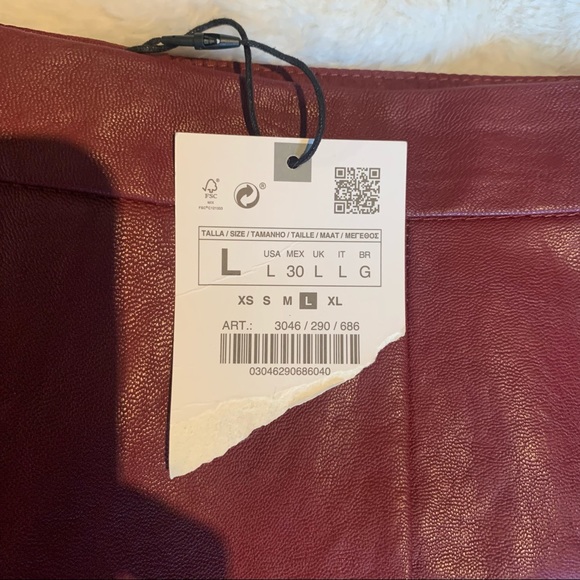 FSC
TALLA / SIZE / TAMANHO / TAILLE / MAAT / ΜΕΓΕΘΟΣ
L
USA MEX UK IT BR
L 30 L L G
XS S M L XL
ART.: 3046 / 290 / 686
03046290686040